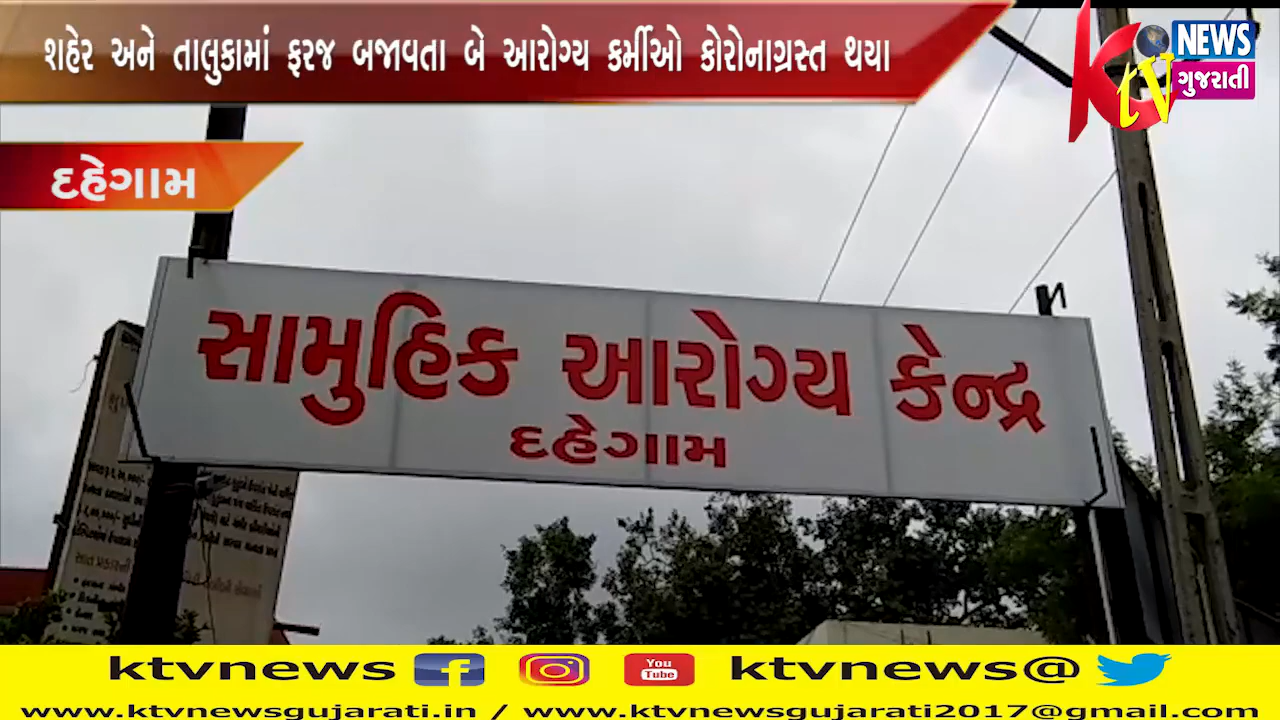 શહેર અને તાલુકામાં ફરજ બજાવતા બે આરોગ્ય કર્મીઓ કોરોનાગ્રસ્ત થયા
Ktv NEWS
ગુજરાતી
દહેગામ
સામુહિક આરોગ્ય કેન્દ્ર
દહેગામ
ktvnews f You Tube ktvnews@
www.ktvnewsgujarati.in / www.ktvnewsgujarati2017@gmail.com